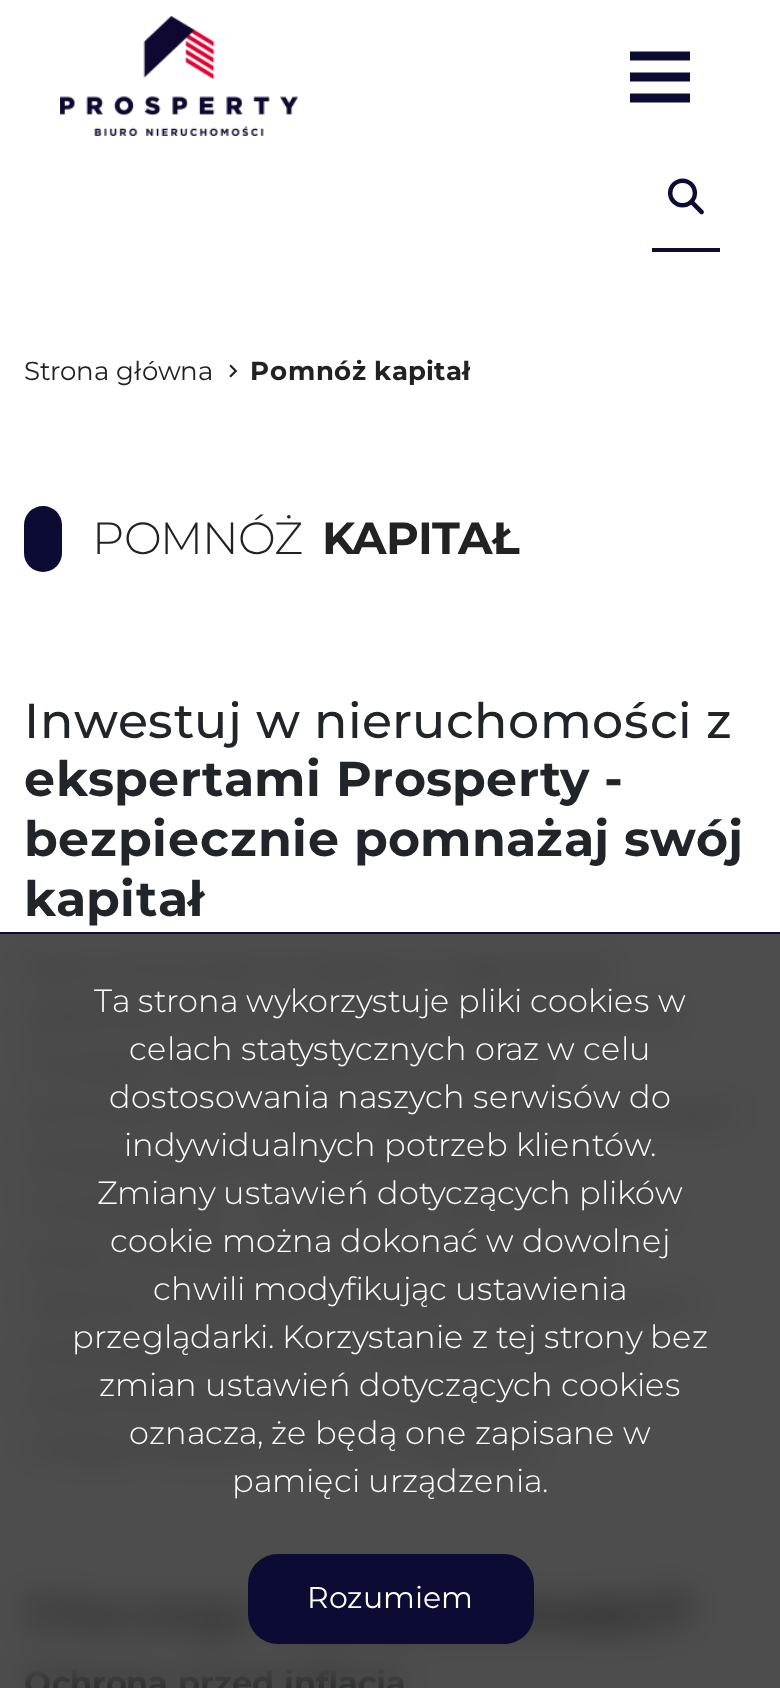 PROSPERTY
BIURO NIERUCHOMOŚCI
Strona główna > Pomnóż kapitał
POMNÓŻ KAPITAŁ
Inwestuj w nieruchomości z
ekspertami Prosperty -
bezpiecznie pomnażaj swój
kapitał
Ta strona wykorzystuje pliki cookies w
celach statystycznych oraz w celu
dostosowania naszych serwisów do
indywidualnych potrzeb klientów.
Zmiany ustawień dotyczących plików
cookie można dokonać w dowolnej
chwili modyfikując ustawienia
przeglądarki. Korzystanie z tej strony bez
zmian ustawień dotyczących cookies
oznacza, że będą one zapisane w
pamięci urządzenia.
Rozumiem
Ochrona przed inflacją